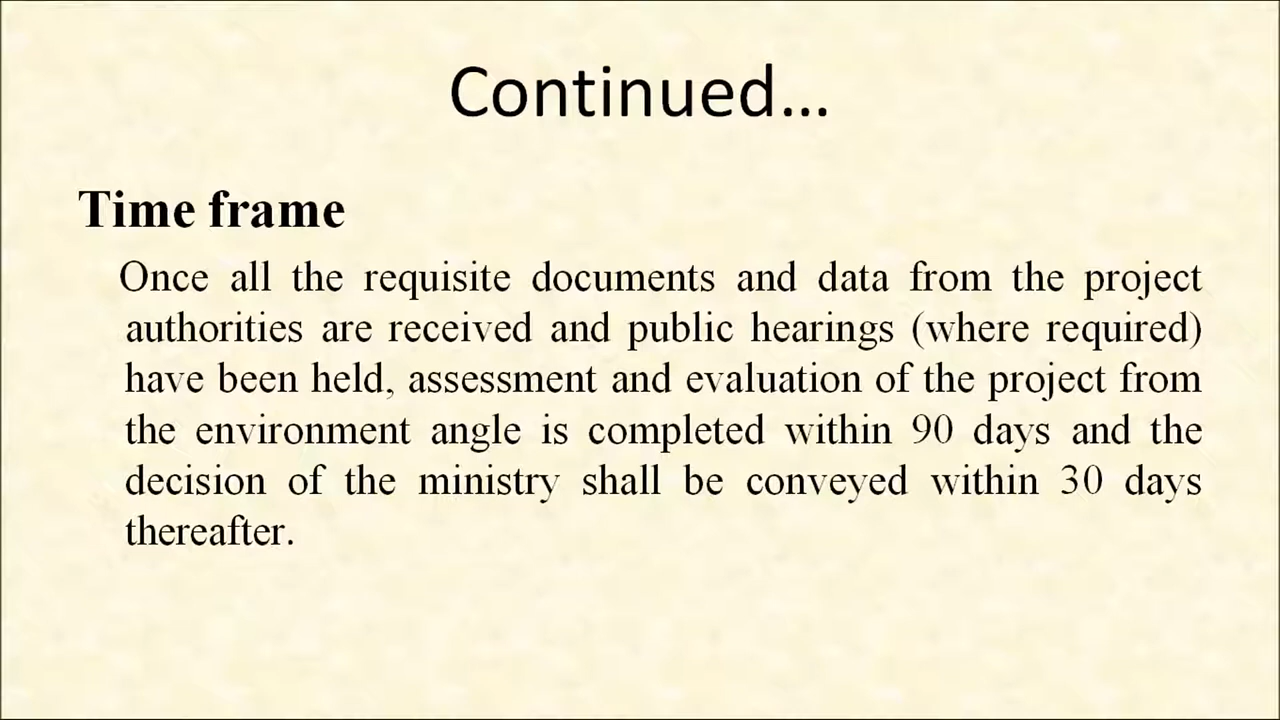 Continued...
Time frame
Once all the requisite documents and data from the project
authorities are received and public hearings (where required)
have been held, assessment and evaluation of the project from
the environment angle is completed within 90 days and the
decision of the ministry shall be conveyed within 30 days
thereafter.